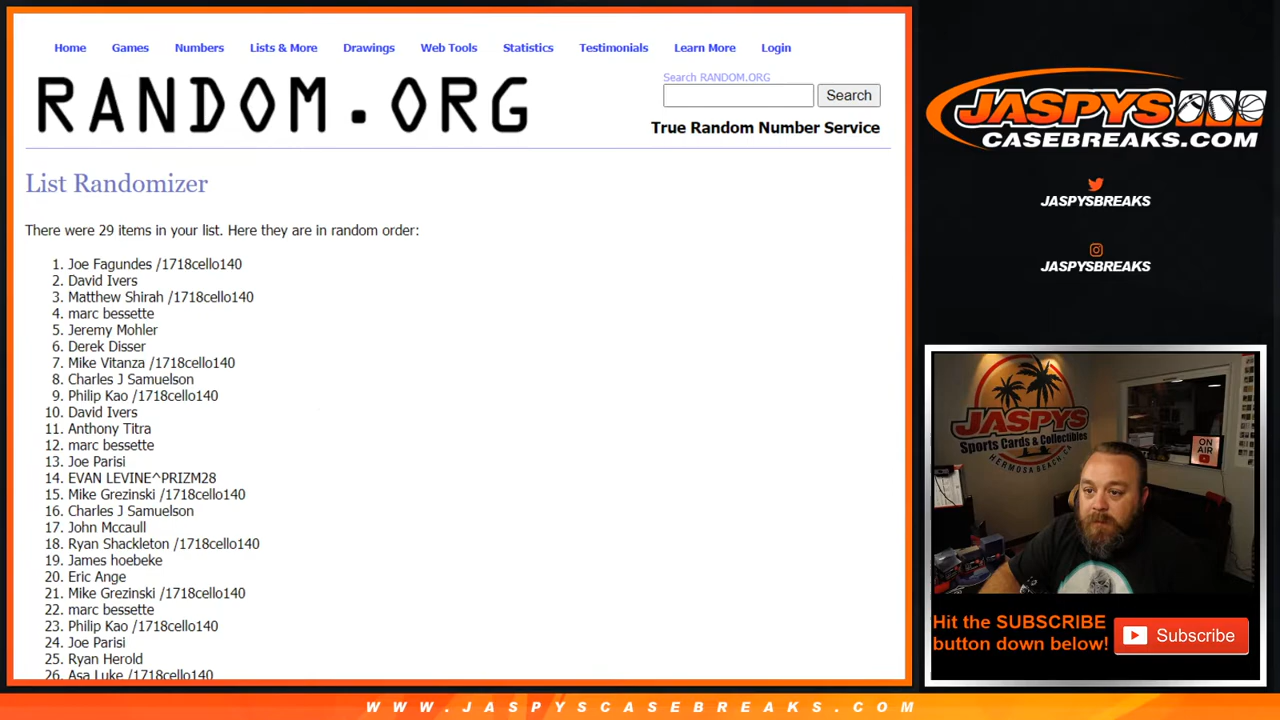 Home Games Numbers Lists & More Drawings Web Tools Statistics Testimonials Learn More Login
RANDOM.ORG
Search RANDOM.ORG
Search
True Random Number Service
List Randomizer
There were 29 items in your list. Here they are in random order:
1. Joe Fagundes /1718cello140
2. David Ivers
3. Matthew Shirah /1718cello140
4. marc bessette
5. Jeremy Mohler
6. Derek Disser
7. Mike Vitanza /1718cello140
8. Charles J Samuelson
9. Philip Kao /1718cello140
10. David Ivers
11. Anthony Titra
12. marc bessette
13. Joe Parisi
14. EVAN LEVINE^PRIZM28
15. Mike Grezinski /1718cello140
16. Charles J Samuelson
17. John Mccaull
18. Ryan Shackleton /1718cello140
19. James hoebeke
20. Eric Ange
21. Mike Grezinski /1718cello140
22. marc bessette
23. Philip Kao /1718cello140
24. Joe Parisi
25. Ryan Herold
26. Asa Luke /1718cello140
JASPYS
CASEBREAKS.COM
JASPYSBREAKS
JASPYSBREAKS
JASPYS
Sports Cards & Collectibles
HERMOSA BEACH, CA
ON
AIR
Hit the SUBSCRIBE
button down below!
Subscribe
WWW.JASPYSCASEBREAKS.COM